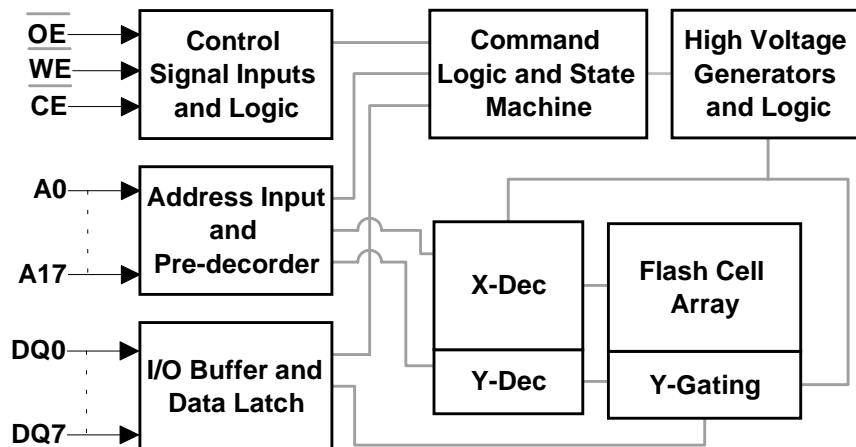 OE
WE
CE
Control
Signal Inputs
and Logic
Command
Logic and State
Machine
High Voltage
Generators
and Logic
A0
A17
Address Input
and
Pre-decorder
X-Dec
Flash Cell
Array
DQ0
DQ7
I/O Buffer and
Data Latch
Y-Dec
Y-Gating